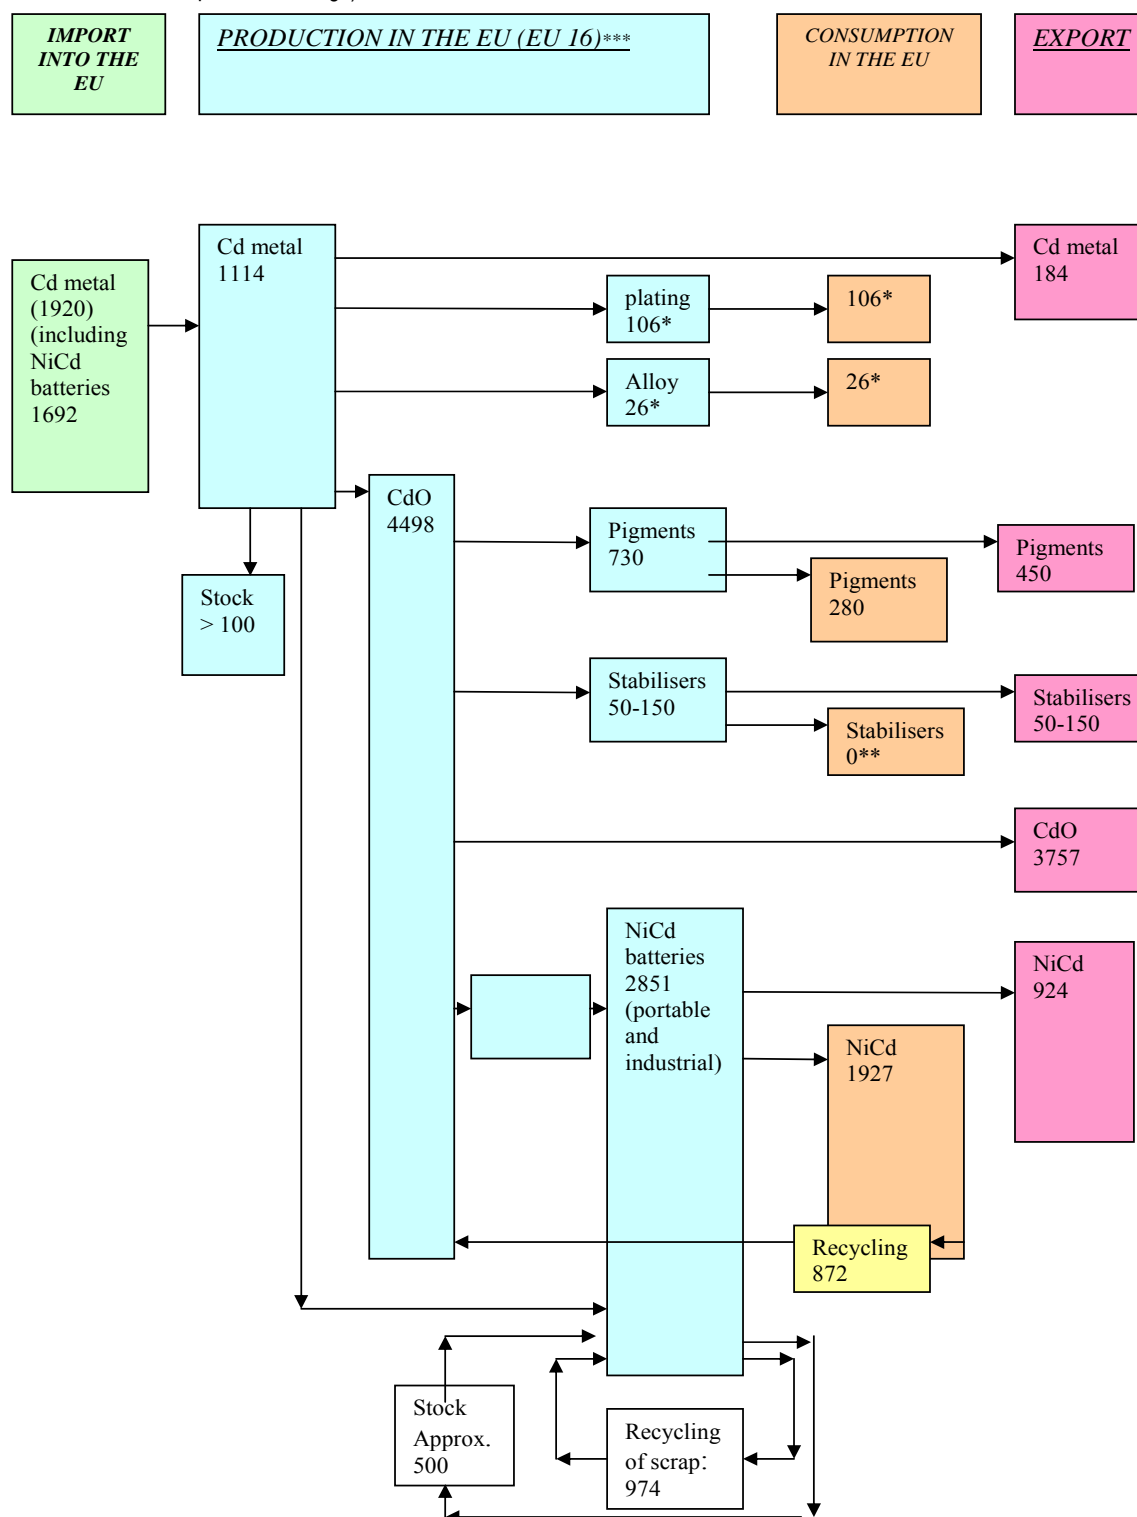 IMPORT
INTO THE
EU
PRODUCTION IN THE EU (EU 16)***
CONSUMPTION
IN THE EU
EXPORT
Cd metal
(1920)
(including
NiCd
batteries
1692
Cd metal
1114
Cd metal
184
plating
106*
106*
Alloy
26*
26*
Stock
> 100
CdO
4498
Pigments
730
Pigments
280
Pigments
450
Stabilisers
50-150
Stabilisers
0**
Stabilisers
50-150
CdO
3757
NiCd
batteries
2851
(portable
and
industrial)
NiCd
924
NiCd
1927
Recycling
872
Stock
Approx.
500
Recycling
of scrap:
974